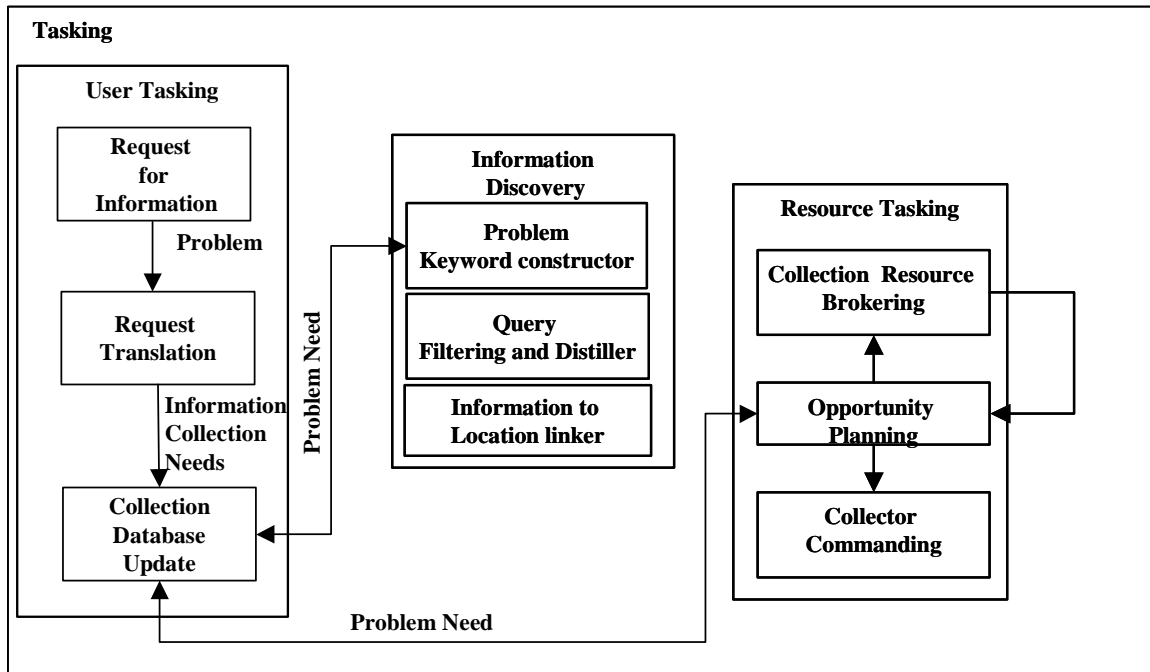 Tasking
User Tasking
Request
for
Information
Problem
Request
Translation
Information
Collection
Needs
Collection
Database
Update
Problem Need
Information
Discovery
Problem
Keyword constructor
Query
Filtering and Distiller
Information to
Location linker
Problem Need
Resource Tasking
Collection Resource
Brokering
Opportunity
Planning
Collector
Commanding